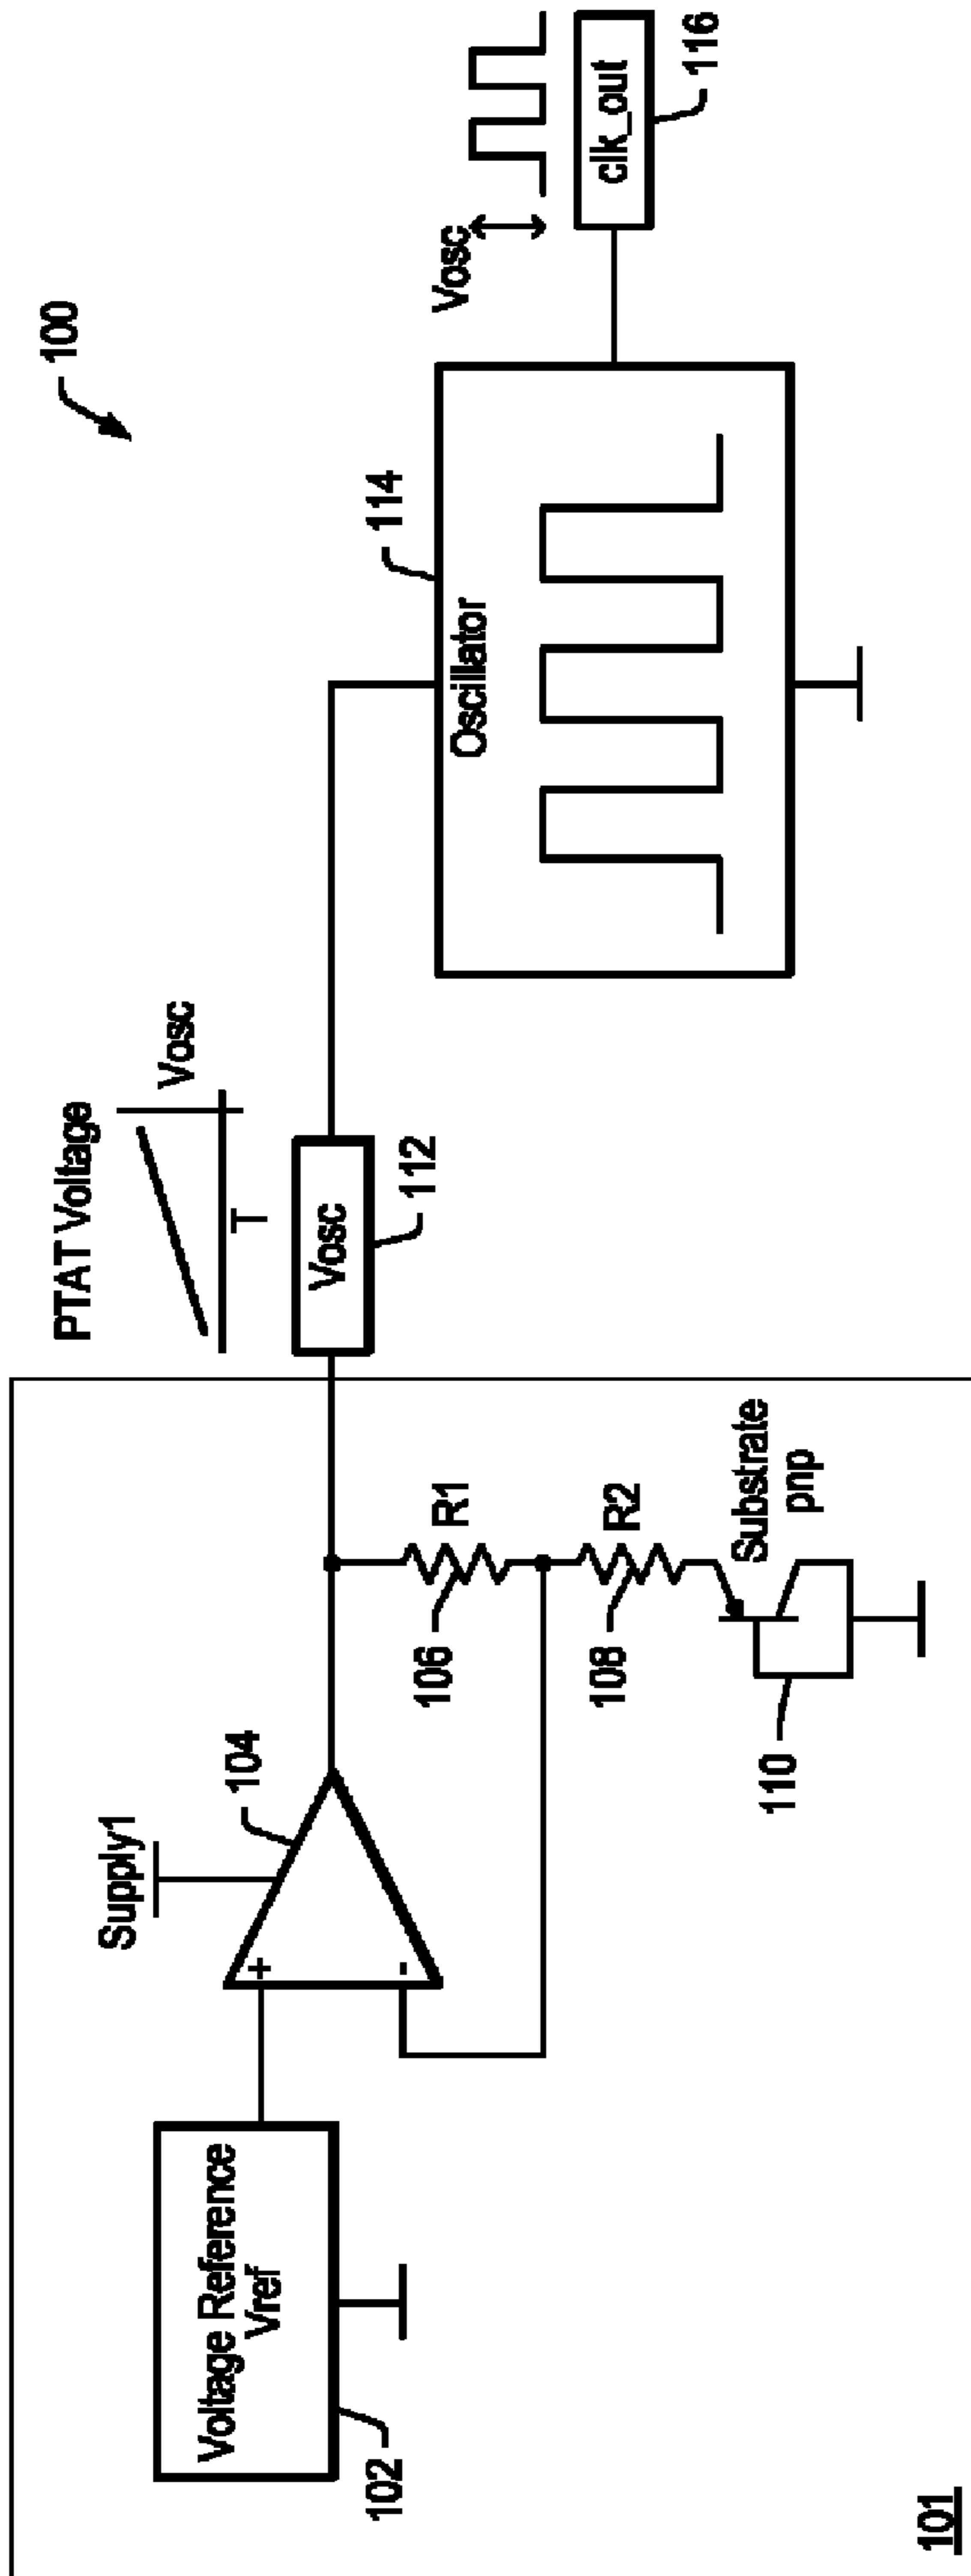 100
PTAT Voltage
Vosc
T
Supply1
104
Voltage Reference
Vref
102
+
-
Vosc
112
R1
106
R2
108
Substrate
pnp
110
101
114
Oscillator
Vosc
clk_out
116